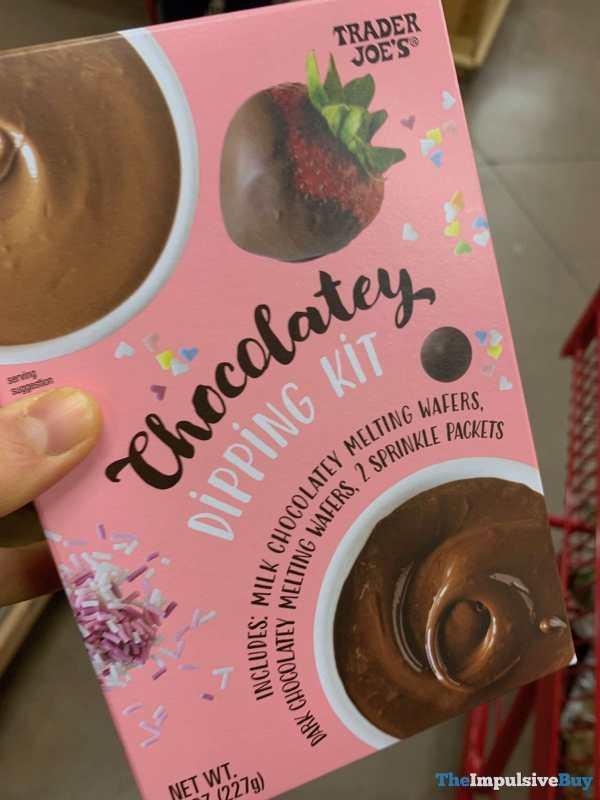 TRADER
JOE'S®
serving
suggestion
Chocolatey
DIPPING KIT
INCLUDES: MILK CHOCOLATEY MELTING WAFERS,
DARK CHOCOLATEY MELTING WAFERS, 2 SPRINKLE PACKETS
NET WT.
(227g)
TheImpulsiveBuy